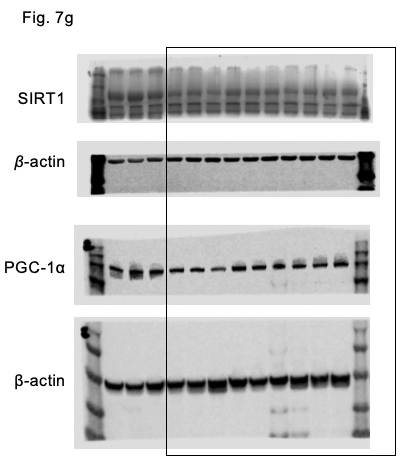 Fig. 7g
SIRT1
β-actin
PGC-1α
β-actin